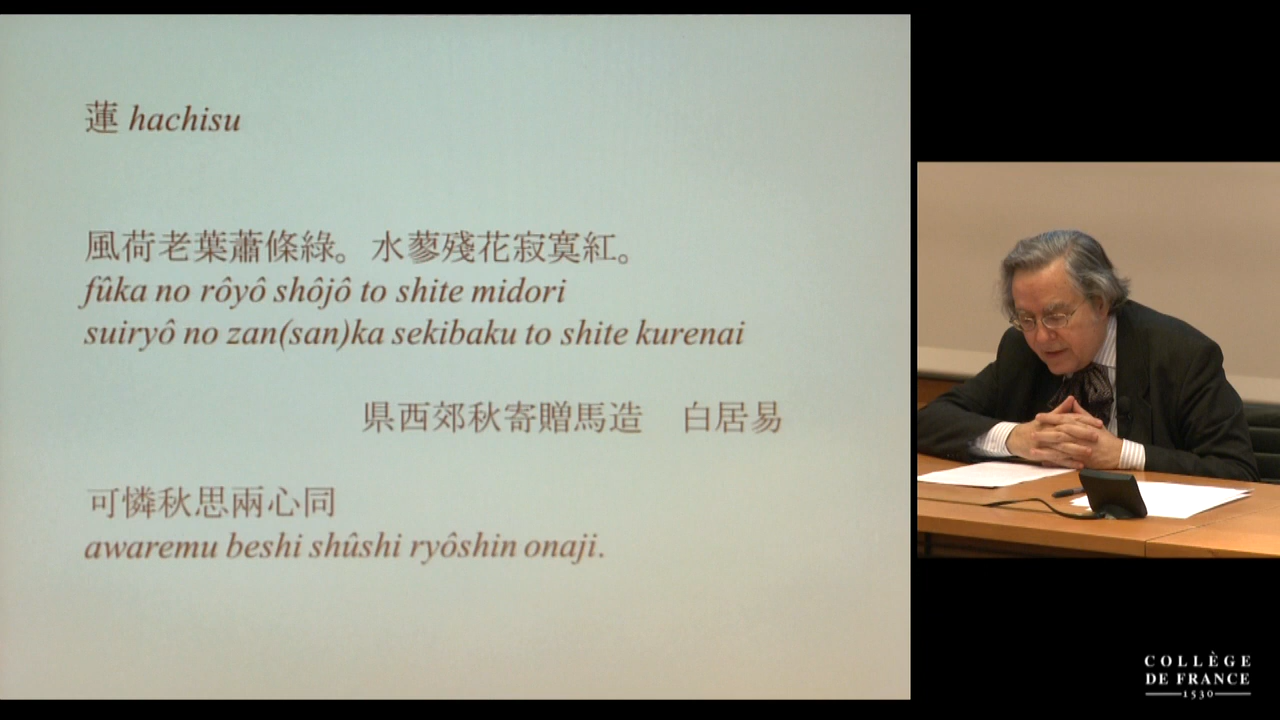 蓮 hachisu
風荷老葉蕭條綠。水蓼殘花寂寞紅。
fûka no rôyô shôjô to shite midori
suiryô no zan(san)ka sekibaku to shite kurenai
県西郊秋寄贈馬造　白居易
可憐秋思兩心同
awaremu beshi shûshi ryôshin onaji.
COLLÈGE
DE FRANCE
1530